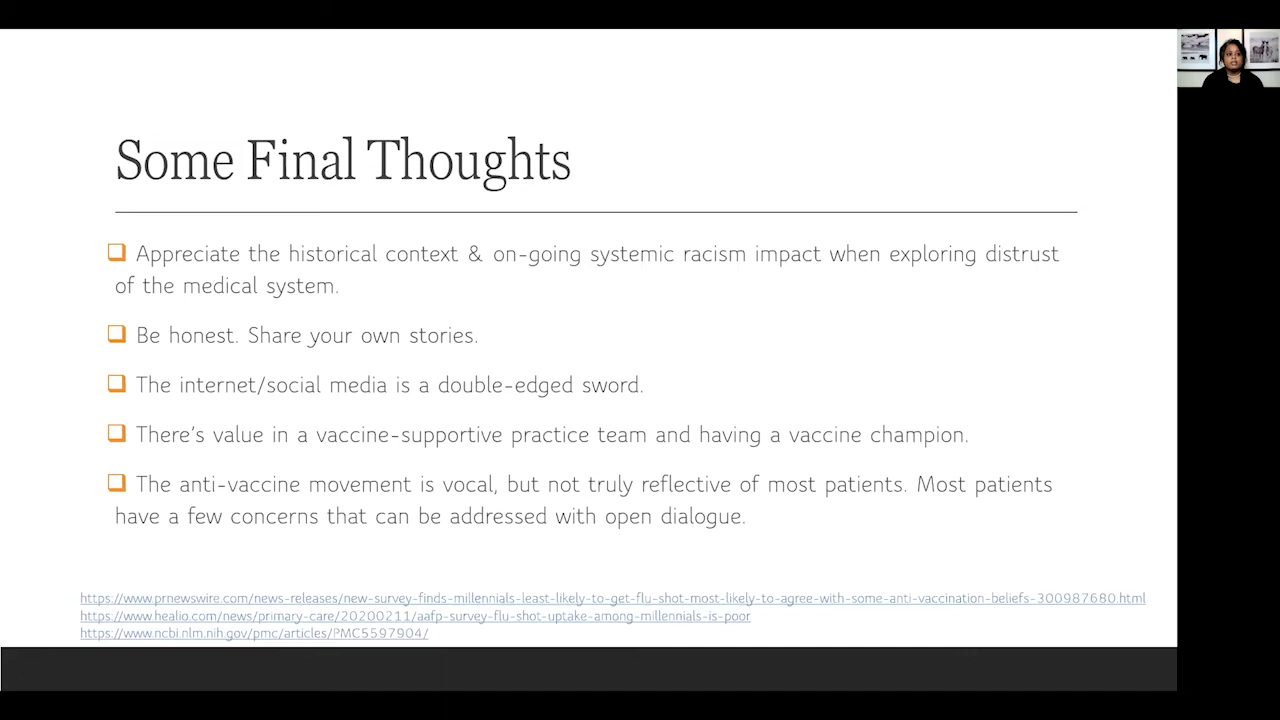 Some Final Thoughts
Appreciate the historical context & on-going systemic racism impact when exploring distrust
of the medical system.
Be honest. Share your own stories.
The internet/social media is a double-edged sword.
There's value in a vaccine-supportive practice team and having a vaccine champion.
The anti-vaccine movement is vocal, but not truly reflective of most patients. Most patients
have a few concerns that can be addressed with open dialogue.
https://www.prnewswire.com/news-releases/new-survey-finds-millennials-least-likely-to-get-flu-shot-most-likely-to-agree-with-some-anti-vaccination-beliefs-300987680.html
https://www.healio.com/news/primary-care/20200211/aafp-survey-flu-shot-uptake-among-millennials-is-poor
https://www.ncbi.nlm.nih.gov/pmc/articles/PMC5597904/